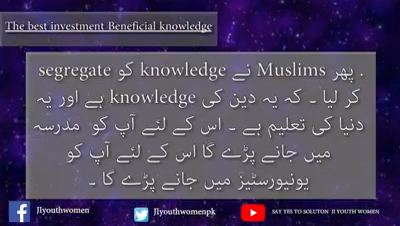 The best investment Beneficial knowledge
. پھر Muslims نے knowledge کو segregate
کر لیا ۔ کہ یہ دین کی knowledge ہے اور یہ
دنیا کی تعلیم ہے ۔ اس کے لئے آپ کو مدرسہ
میں جانے پڑے گا اس کے لئے آپ کو
یونیورسٹیز میں جانے پڑے گا ۔
JIyouthwomen
JIyouthwomenpk
SAY YES TO SOLUTON JI YOUTH WOMEN